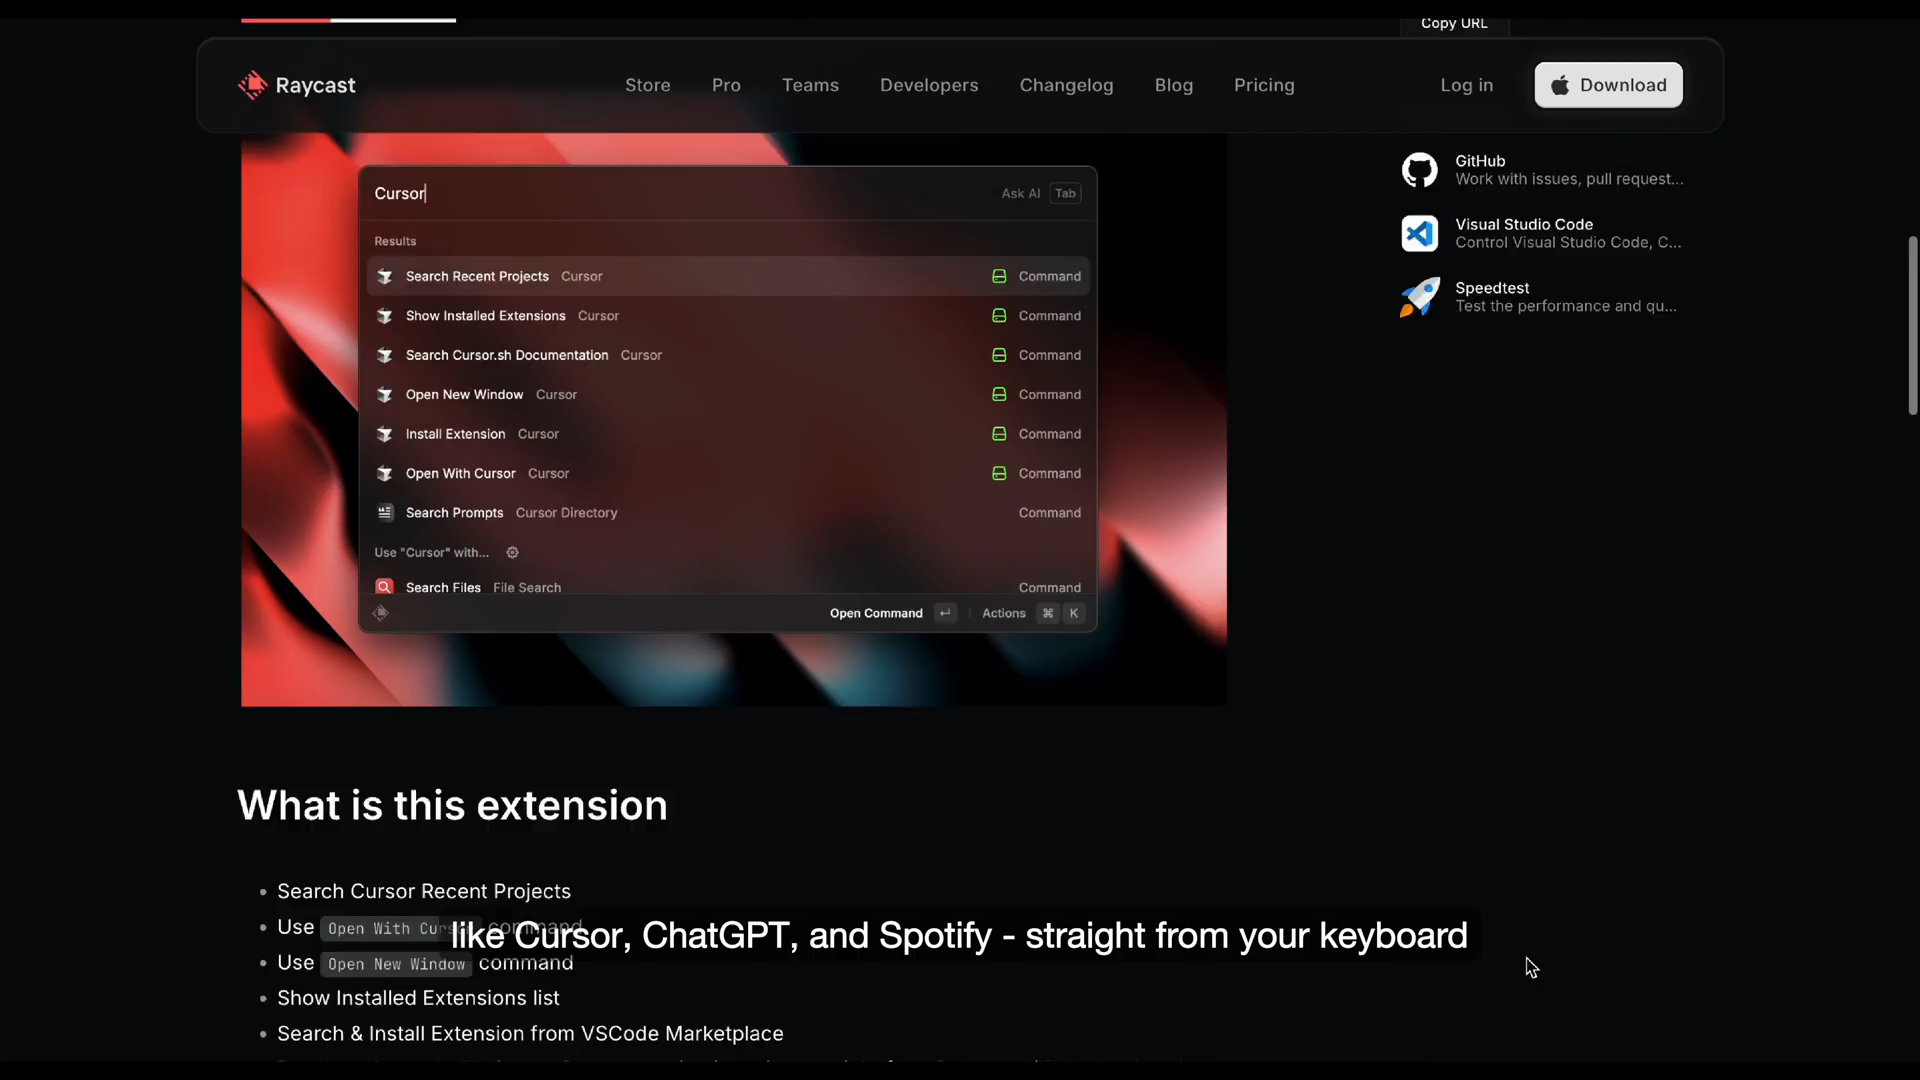 Copy URL
Raycast
Store
Pro
Teams
Developers
Changelog
Blog
Pricing
Log in
Download
Cursor
Ask AI Tab
Results
Search Recent Projects Cursor Command
Show Installed Extensions Cursor Command
Search Cursor.sh Documentation Cursor Command
Open New Window Cursor Command
Install Extension Cursor Command
Open With Cursor Cursor Command
Search Prompts Cursor Directory Command
Use "Cursor" with...
Search Files File Search Command
Open Command ↵ Actions ⌘ K
GitHub
Work with issues, pull request...
Visual Studio Code
Control Visual Studio Code, C...
Speedtest
Test the performance and qu...
What is this extension
• Search Cursor Recent Projects
• Use Open With Cur command
like Cursor, ChatGPT, and Spotify - straight from your keyboard
• Use Open New Window command
• Show Installed Extensions list
• Search & Install Extension from VSCode Marketplace